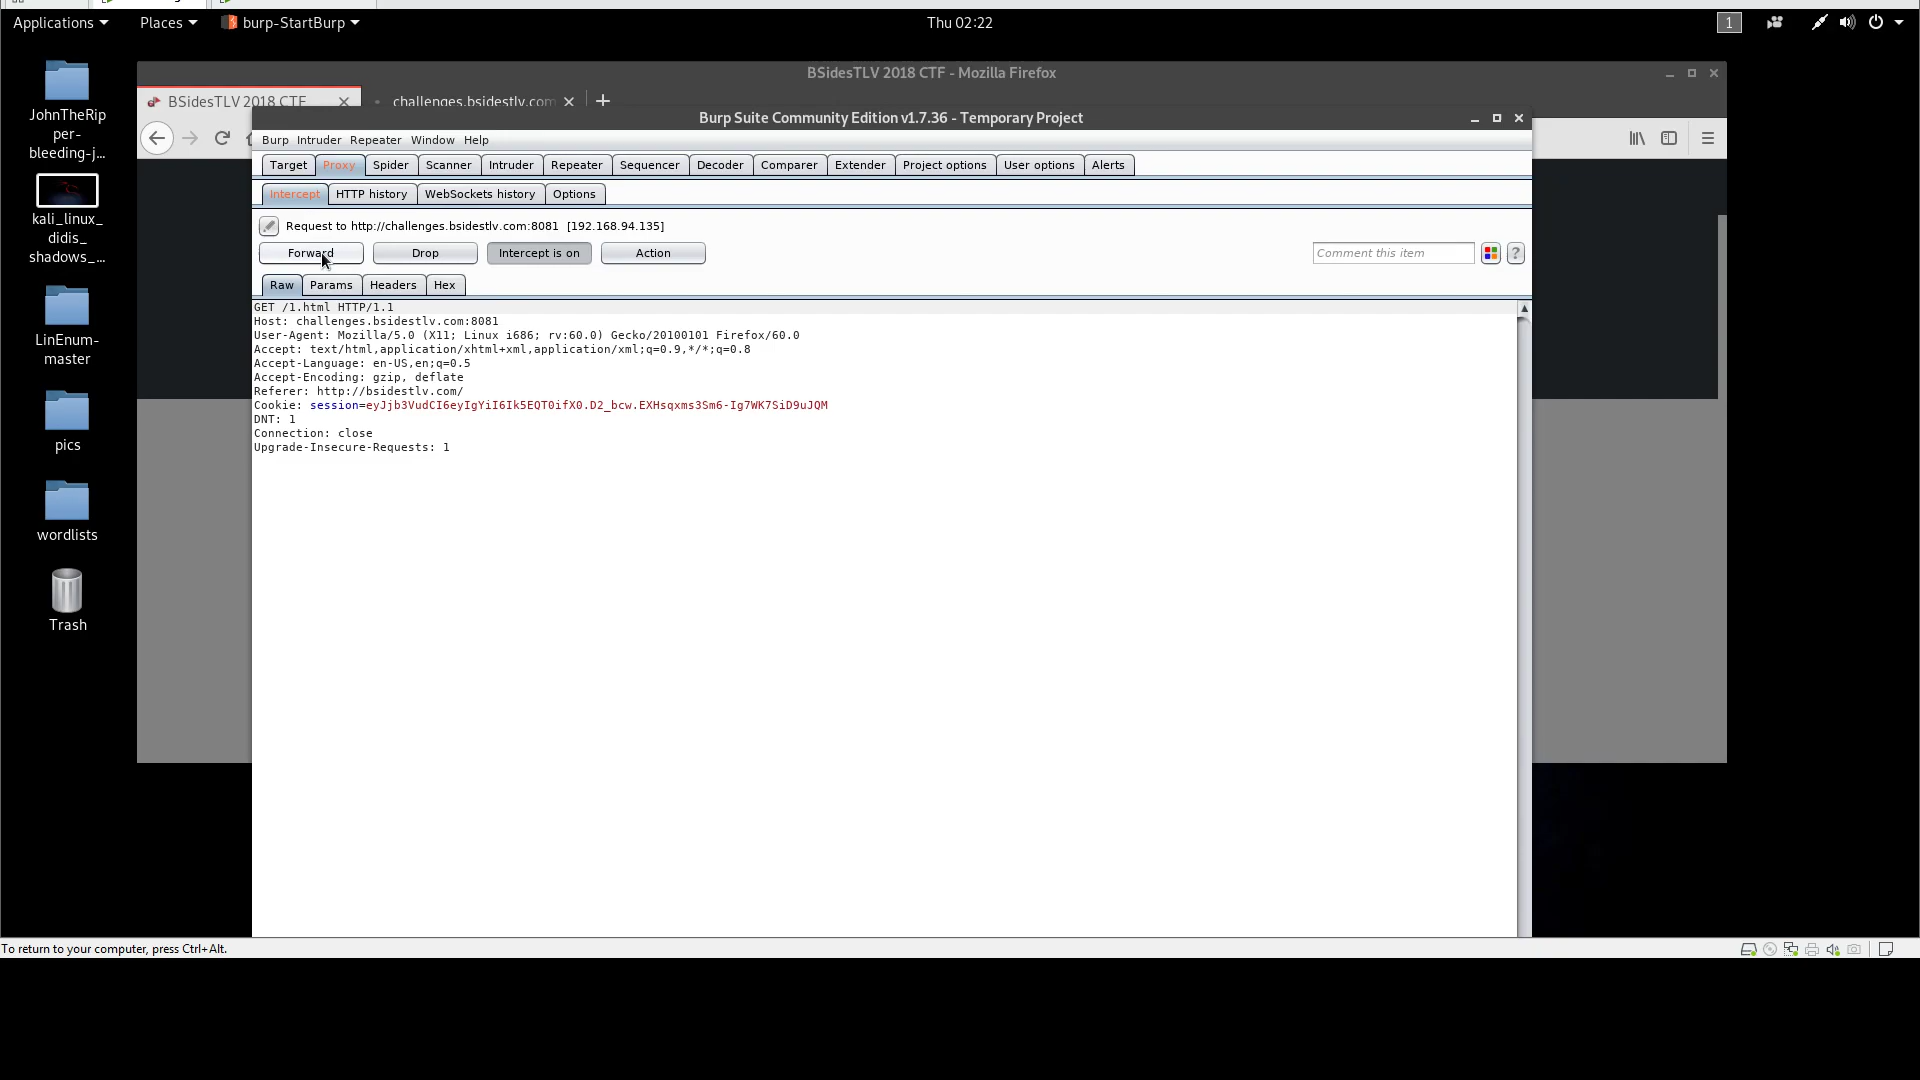 Applications
Places
burp-StartBurp
Thu 02:22
1
BSidesTLV 2018 CTF - Mozilla Firefox
BSidesTLV 2018 CTF
challenges.bsidestlv.com
Burp Suite Community Edition v1.7.36 - Temporary Project
Burp Intruder Repeater Window Help
Target Proxy Spider Scanner Intruder Repeater Sequencer Decoder Comparer Extender Project options User options Alerts
Intercept HTTP history WebSockets history Options
Request to http://challenges.bsidestlv.com:8081 [192.168.94.135]
Forward Drop Intercept is on Action Comment this item ?
Raw Params Headers Hex
GET /1.html HTTP/1.1
Host: challenges.bsidestlv.com:8081
User-Agent: Mozilla/5.0 (X11; Linux i686; rv:60.0) Gecko/20100101 Firefox/60.0
Accept: text/html,application/xhtml+xml,application/xml;q=0.9,*/*;q=0.8
Accept-Language: en-US,en;q=0.5
Accept-Encoding: gzip, deflate
Referer: http://bsidestlv.com/
Cookie: session=eyJjb3VudCI6eyIgYiI6Ik5EQT0ifX0.D2_bcw.EXHsqxms3Sm6-Ig7WK7SiD9uJQM
DNT: 1
Connection: close
Upgrade-Insecure-Requests: 1
JohnTheRip
per-
bleeding-j...
kali_linux_
didis_
shadows_...
LinEnum-
master
pics
wordlists
Trash
To return to your computer, press Ctrl+Alt.